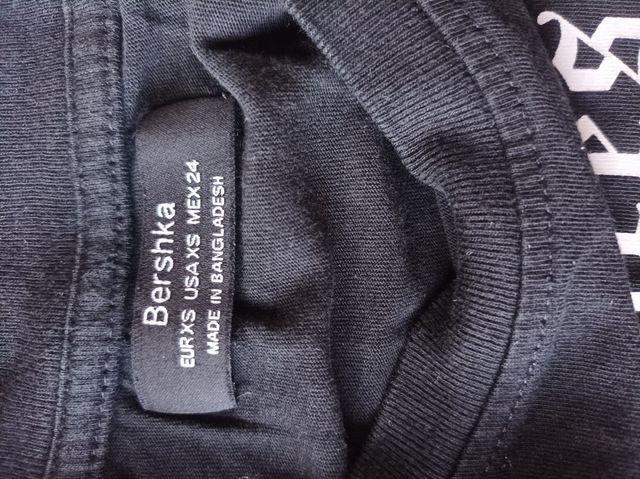 Bershka
EUR XS USA XS MEX 24
MADE IN BANGLADESH